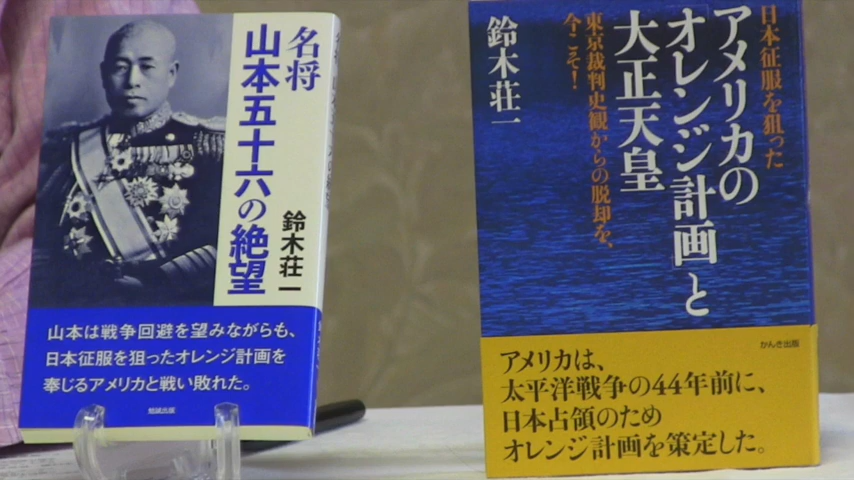 名将
山本五十六の絶望
鈴木荘一
山本は戦争回避を望みながらも、
日本征服を狙ったオレンジ計画を
奉じるアメリカと戦い敗れた。
勉誠出版
日本征服を狙った
アメリカの
「オレンジ計画」と
大正天皇
東京裁判史観からの脱却を、
今こそ!
鈴木荘一
かんき出版
アメリカは、
太平洋戦争の44年前に、
日本占領のため
オレンジ計画を策定した。